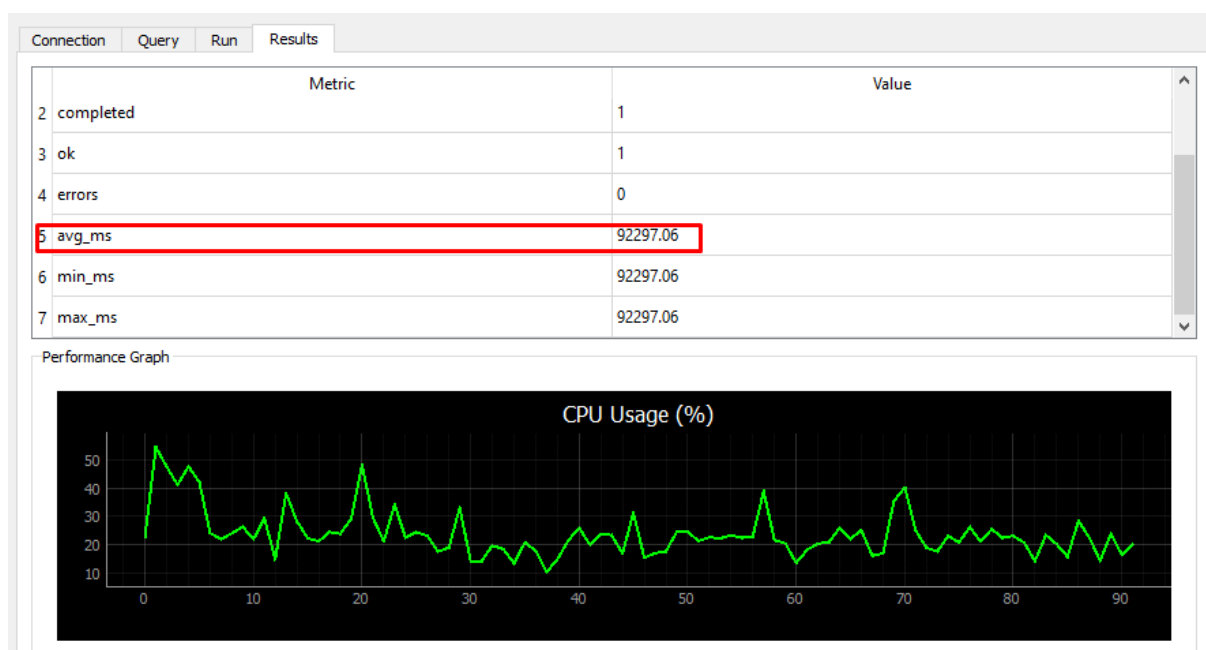 Connection Query Run Results
Metric Value
2 completed 1
3 ok 1
4 errors 0
5 avg_ms 92297.06
6 min_ms 92297.06
7 max_ms 92297.06
Performance Graph
CPU Usage (%)
50
40
30
20
10
0 10 20 30 40 50 60 70 80 90